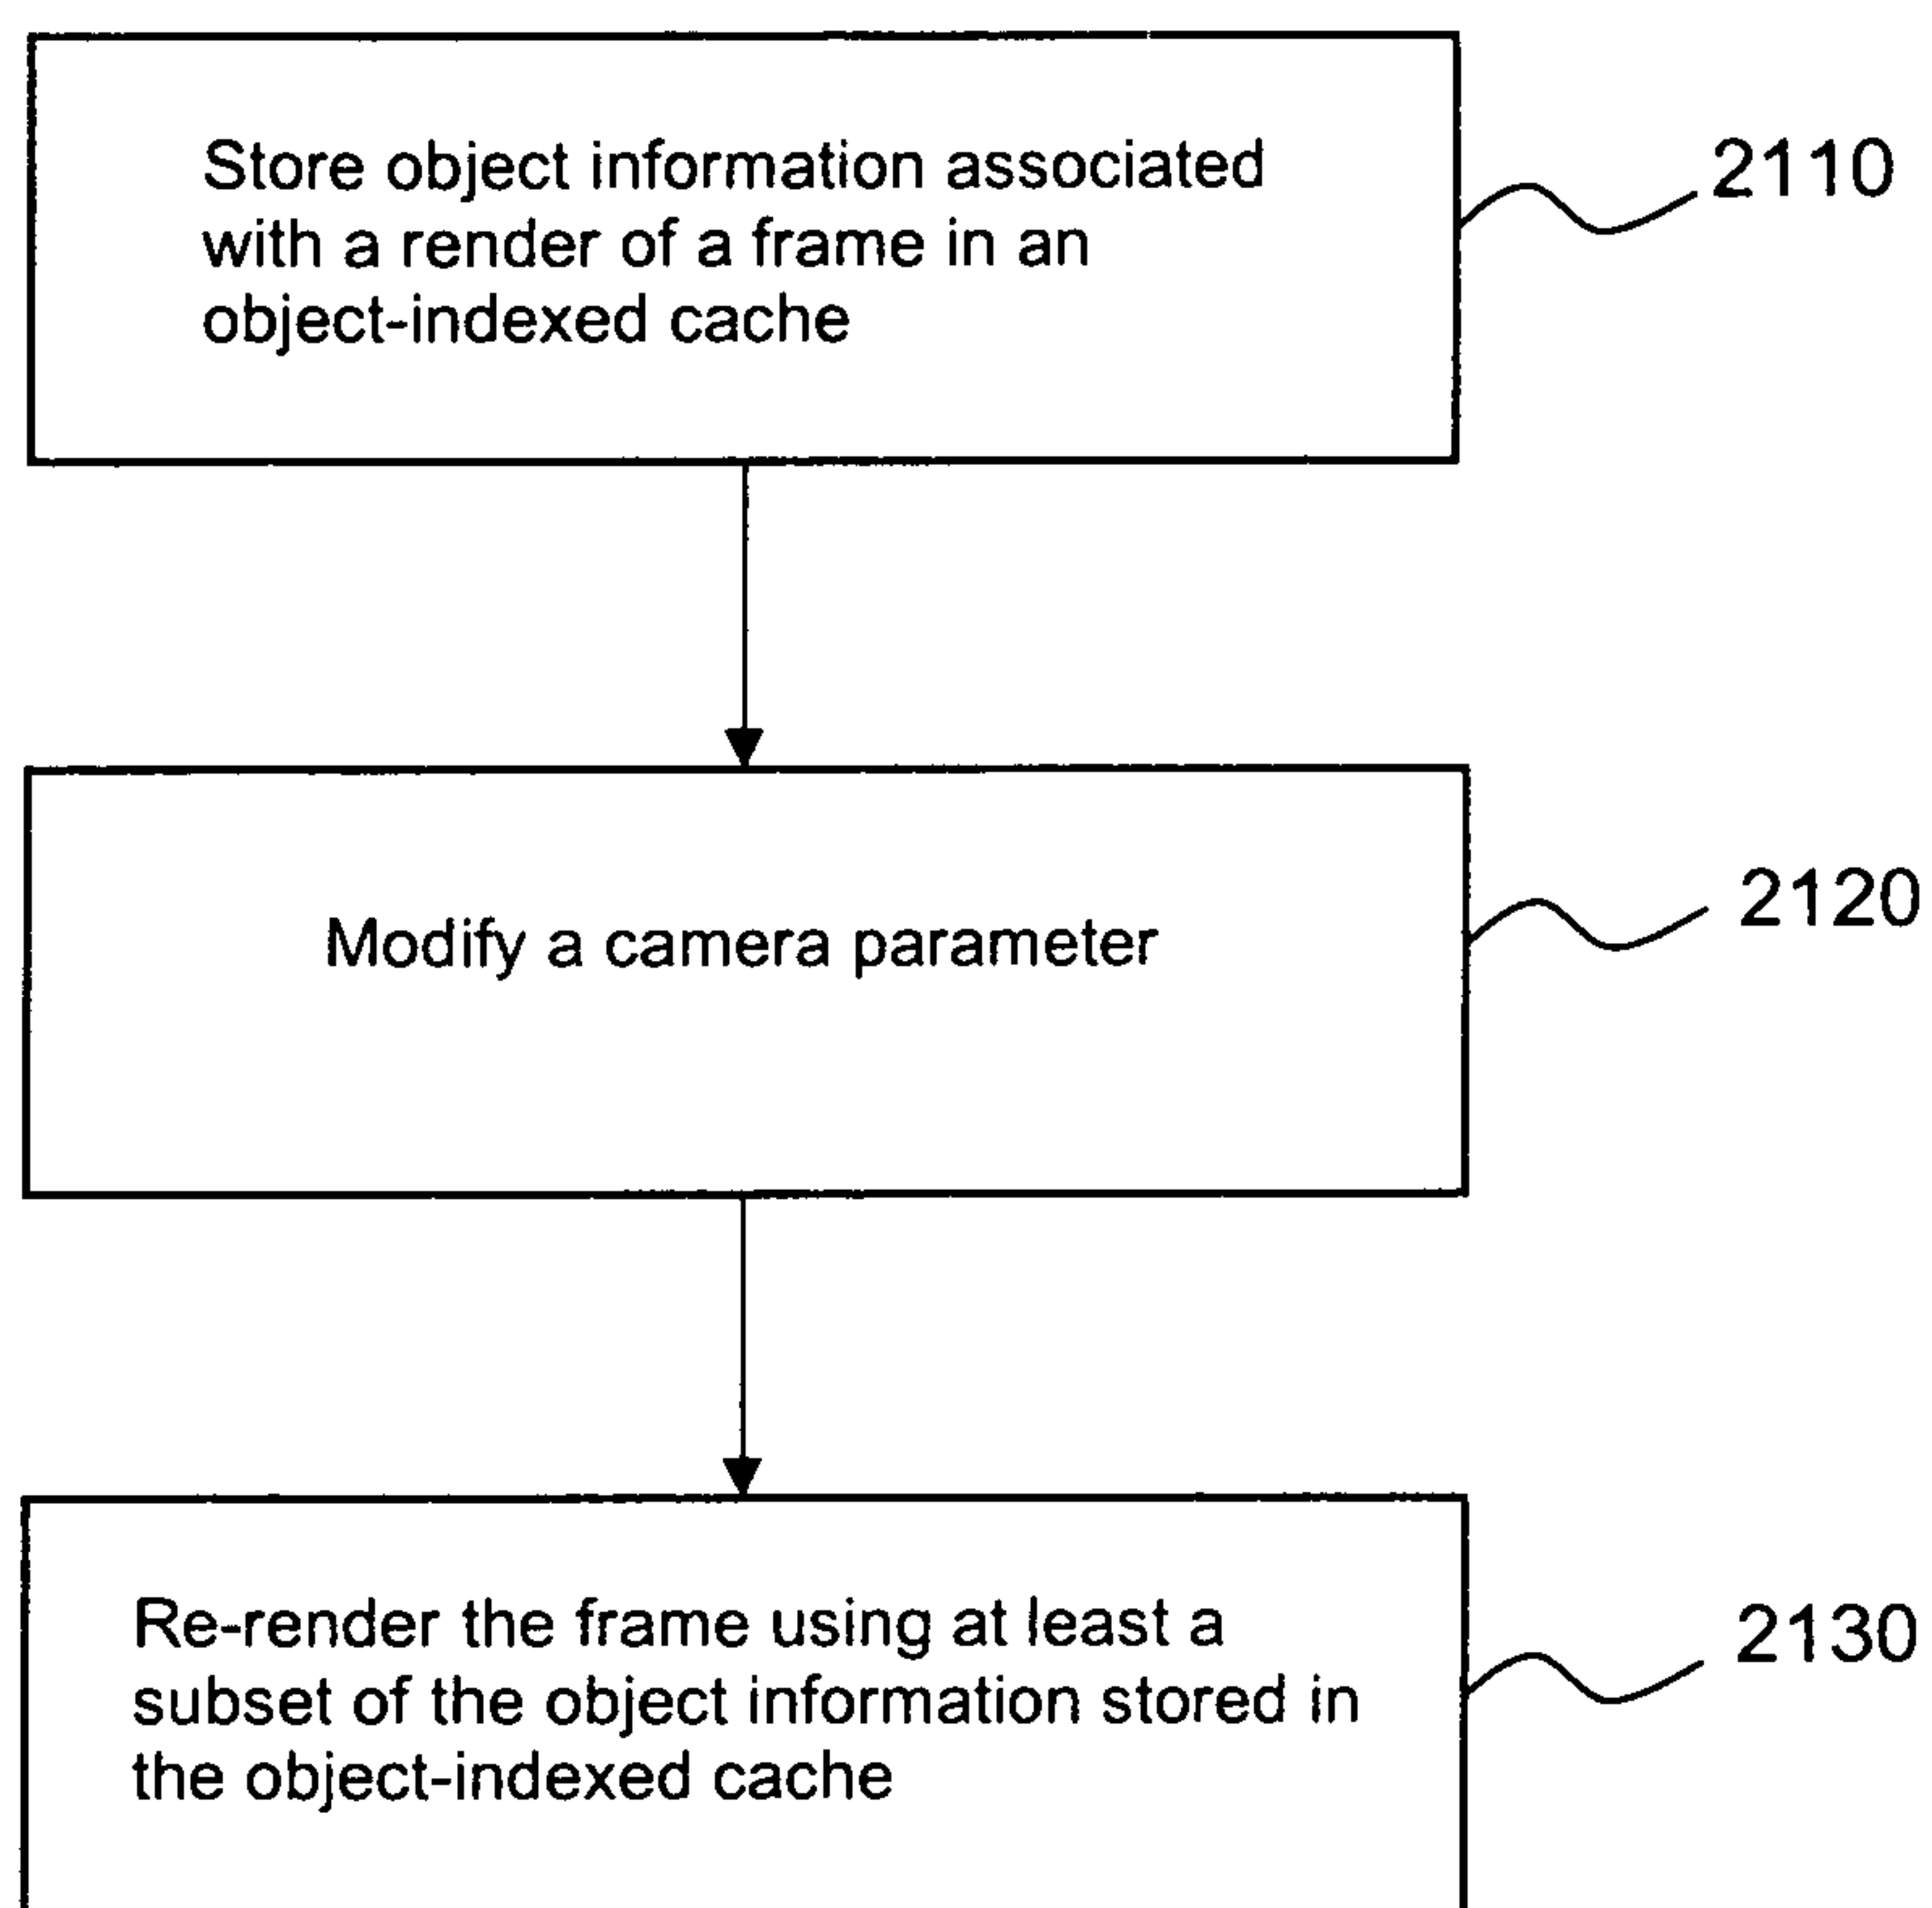 Store object information associated
with a render of a frame in an
object-indexed cache
2110
Modify a camera parameter
2120
Re-render the frame using at least a
subset of the object information stored in
the object-indexed cache
2130